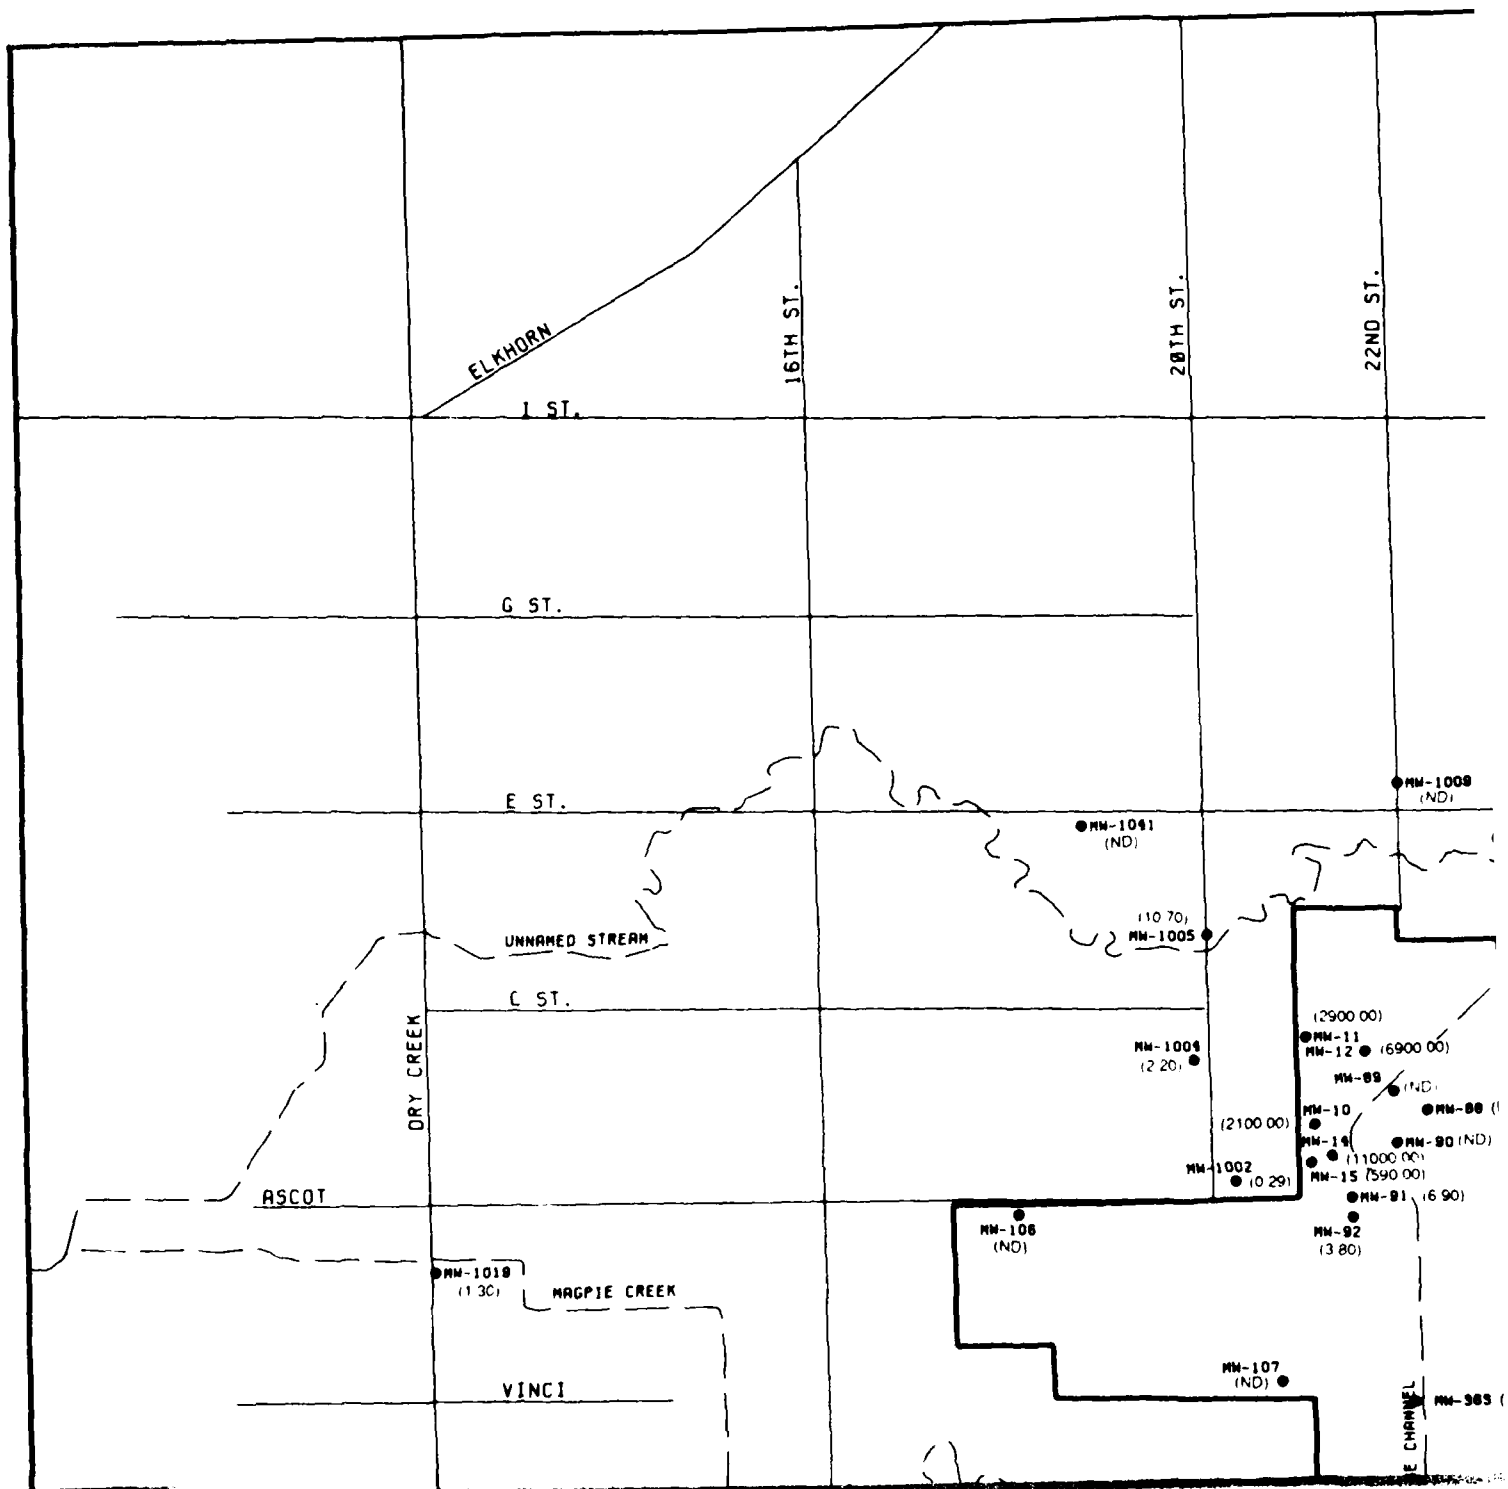 ELKHORN
16TH ST.
20TH ST.
22ND ST.
I ST.
G ST.
E ST.
MW-1009
(ND)
MW-1041
(ND)
(10.70)
MW-1005
UNNAMED STREAM
C ST.
DRY CREEK
(2900.00)
MW-11
MW-12 (6900.00)
MW-1004
(2.20)
MW-89 (ND)
MW-88
MW-10
(2100.00)
MW-14
(11000.00)
MW-90 (ND)
MW-15 (590.00)
MW-1002 (0.29)
MW-91 (6.90)
MW-92
(3.80)
ASCOT
MW-106
(ND)
MW-1019
(1.30)
MAGPIE CREEK
MW-107
(ND)
VINCI
E CHANNEL